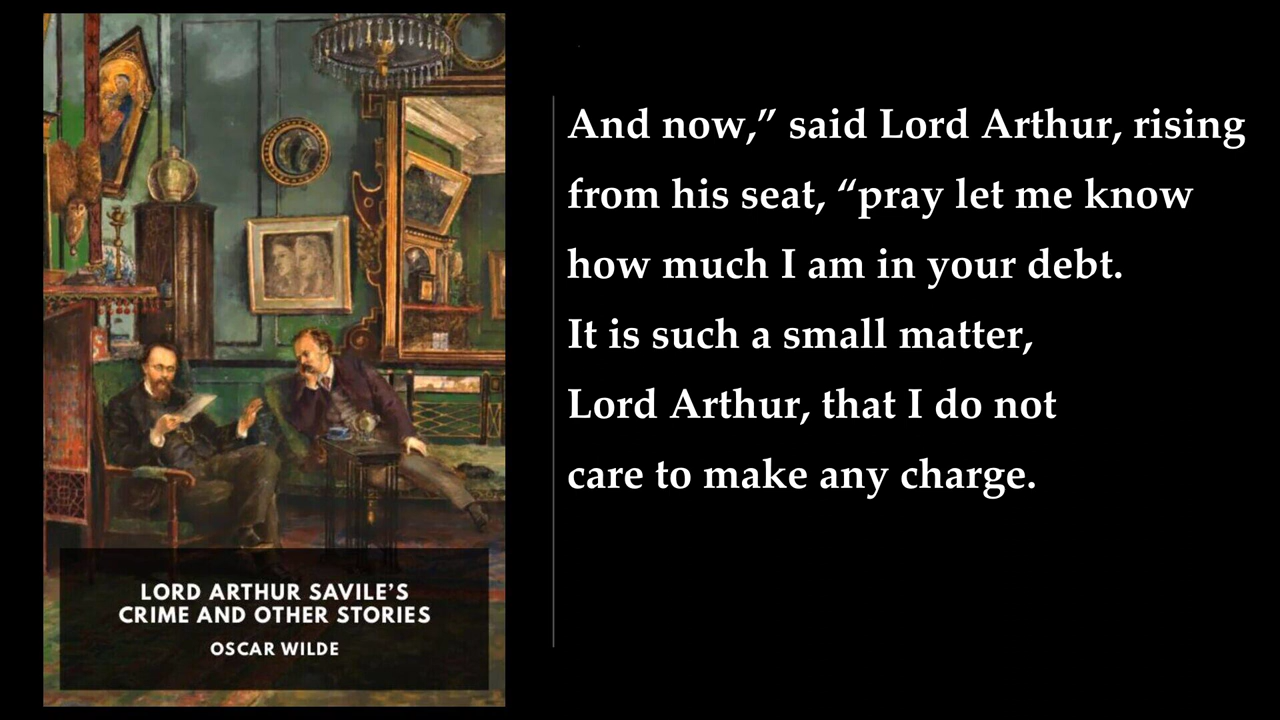 And now,” said Lord Arthur, rising
from his seat, “pray let me know
how much I am in your debt.
It is such a small matter,
Lord Arthur, that I do not
care to make any charge.
LORD ARTHUR SAVILE’S
CRIME AND OTHER STORIES
OSCAR WILDE